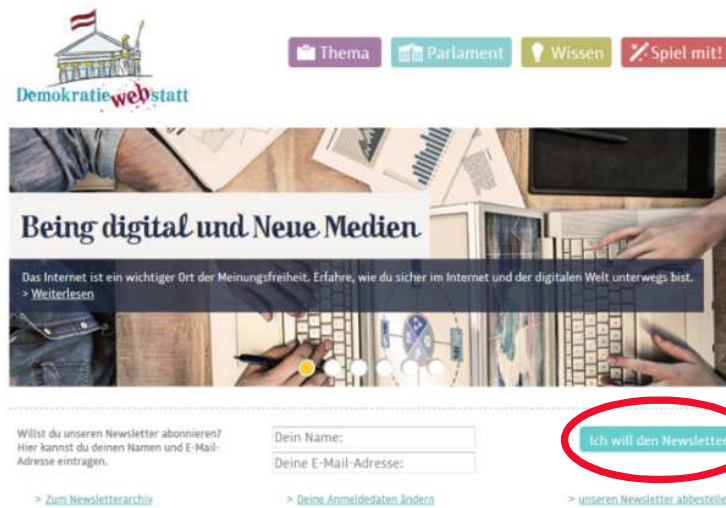 Demokratiewebstatt
Thema
Parlament
Wissen
Spiel mit!
Being digital und Neue Medien
Das Internet ist ein wichtiger Ort der Meinungsfreiheit. Erfahre, wie du sicher im Internet und der digitalen Welt unterwegs bist.
> Weiterlesen
Willst du unseren Newsletter abonnieren?
Hier kannst du deinen Namen und E-Mail-
Adresse eintragen.
Dein Name:
Deine E-Mail-Adresse:
Ich will den Newsletter
> Zum Newsletterarchiv
> Deine Anmeldedaten ändern
> unseren Newsletter abbestelle